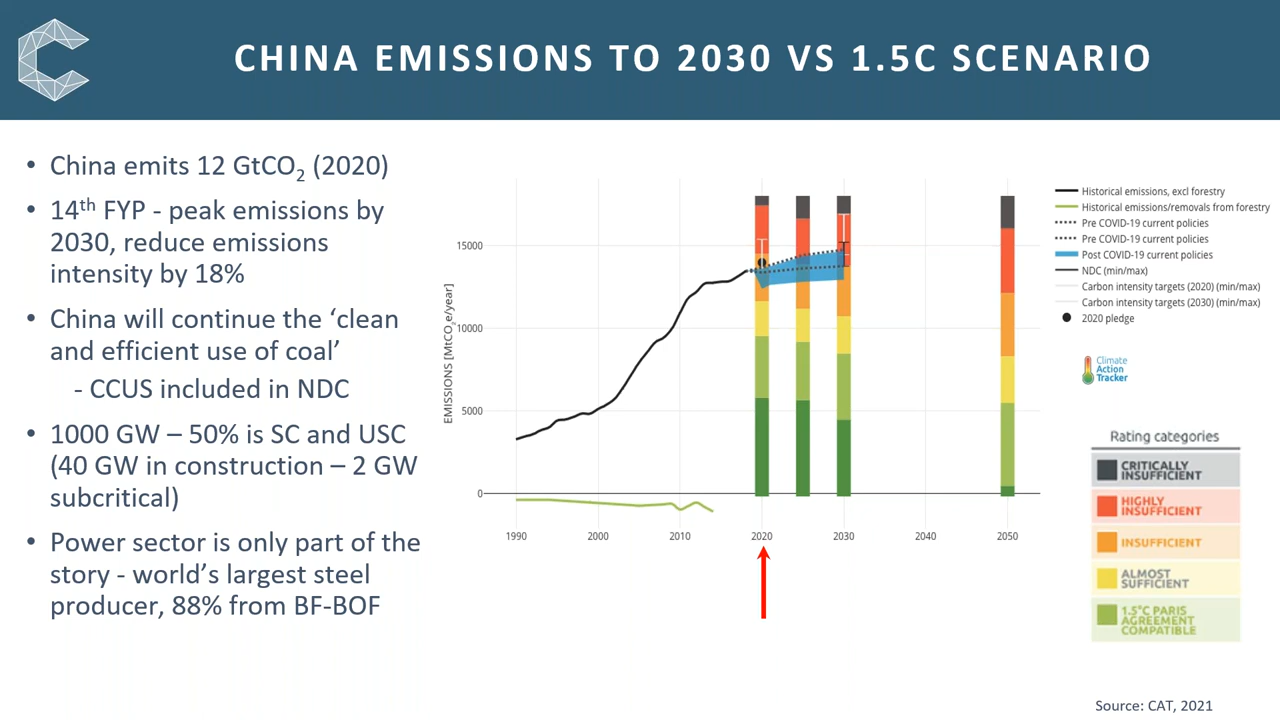 CHINA EMISSIONS TO 2030 VS 1.5C SCENARIO
• China emits 12 GtCO₂ (2020)
• 14th FYP - peak emissions by
2030, reduce emissions
intensity by 18%
• China will continue the ‘clean
and efficient use of coal’
- CCUS included in NDC
• 1000 GW – 50% is SC and USC
(40 GW in construction – 2 GW
subcritical)
• Power sector is only part of the
story - world’s largest steel
producer, 88% from BF-BOF
EMISSIONS [MtCO₂e/year]
15000
10000
5000
0
1990
2000
2010
2020
2030
2040
2050
Historical emissions, excl forestry
Historical emissions/removals from forestry
Pre COVID-19 current policies
Pre COVID-19 current policies
Post COVID-19 current policies
NDC (min/max)
Carbon intensity targets (2020) (min/max)
Carbon intensity targets (2030) (min/max)
2020 pledge
Climate
Action
Tracker
Rating categories
CRITICALLY
INSUFFICIENT
HIGHLY
INSUFFICIENT
INSUFFICIENT
ALMOST
SUFFICIENT
1.5°C PARIS
AGREEMENT
COMPATIBLE
Source: CAT, 2021